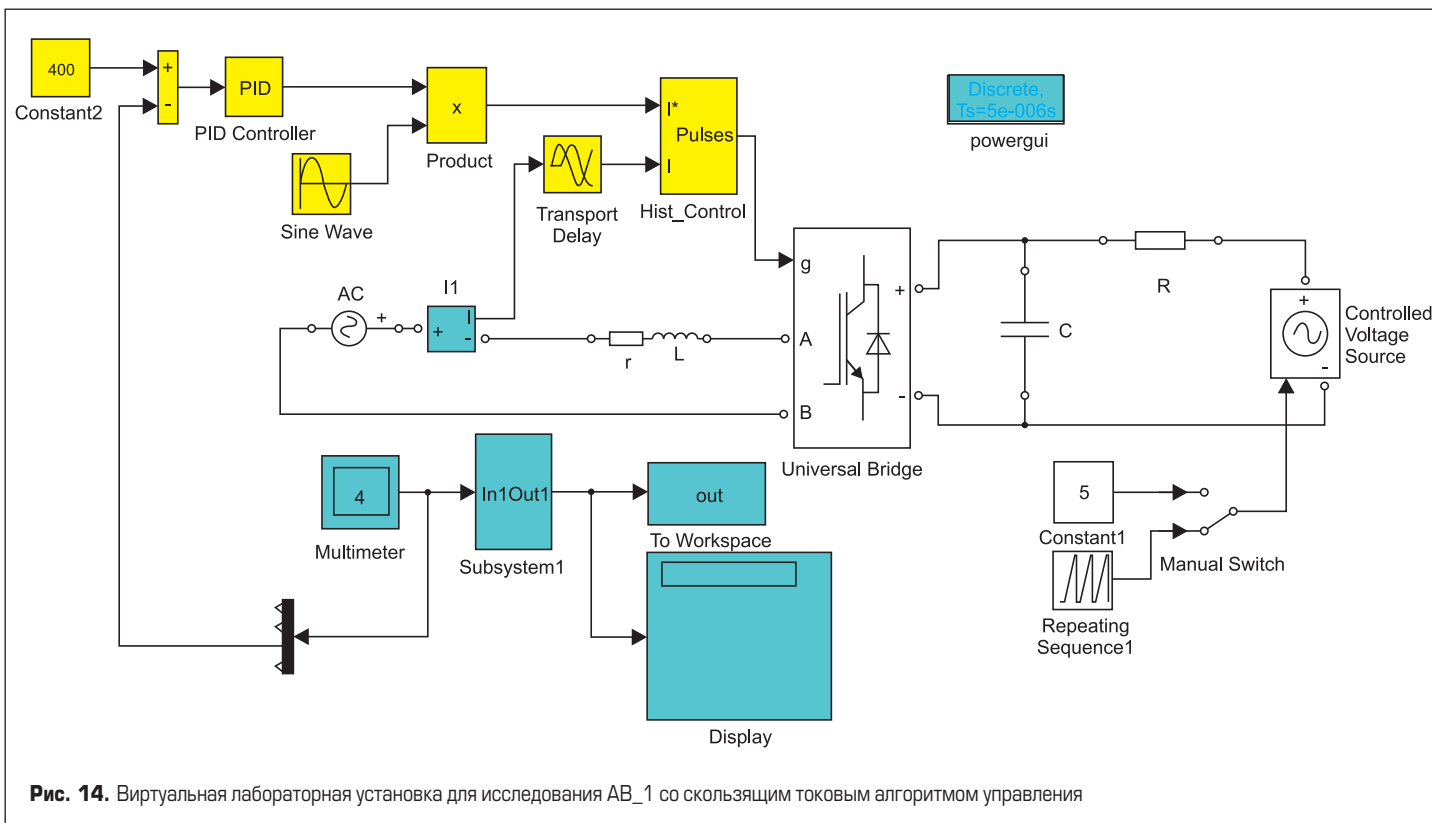 400
+
-
Constant2
PID
PID Controller
x
Product
Sine Wave
Transport
Delay
I*
Pulses
I
Hist_Control
Discrete,
Ts=5e-006s
powergui
AC
+
I1
+
I
-
r
L
g
A
B
+
-
Universal Bridge
C
R
+
-
Controlled
Voltage
Source
4
Multimeter
In1Out1
Subsystem1
out
To Workspace
Display
5
Constant1
Manual Switch
Repeating
Sequence1
Рис. 14. Виртуальная лабораторная установка для исследования АВ_1 со скользящим токовым алгоритмом управления